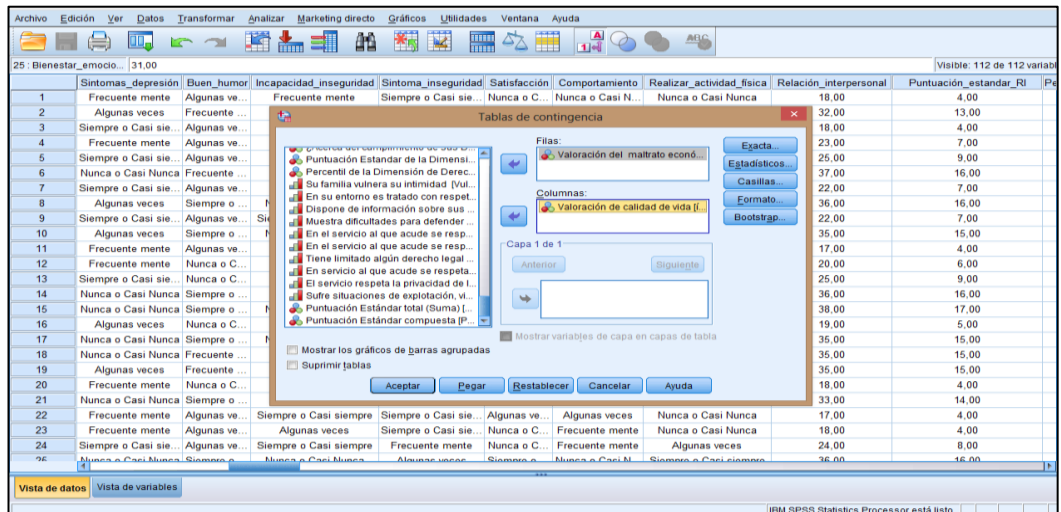 Archivo Edición Ver Datos Transformar Analizar Marketing directo Gráficos Utilidades Ventana Ayuda
25 : Bienestar_emocio... 31,00 Visible: 112 de 112 variabl
Sintomas_depresión Buen_humor Incapacidad_inseguridad Sintoma_inseguridad Satisfacción Comportamiento Realizar_actividad_física Relación_interpersonal Puntuación_estandar_RI Pe
1 Frecuente mente Algunas ve... Frecuente mente Siempre o Casi sie... Nunca o C... Nunca o Casi N... Nunca o Casi Nunca 18,00 4,00
2 Algunas veces Frecuente ... 32,00 13,00
3 Siempre o Casi sie... Algunas ve... 18,00 4,00
4 Frecuente mente Algunas ve... 23,00 7,00
5 Siempre o Casi sie... Algunas ve... 25,00 9,00
6 Nunca o Casi Nunca Frecuente ... 37,00 16,00
7 Siempre o Casi sie... Algunas ve... 22,00 7,00
8 Algunas veces Siempre o ... 36,00 16,00
9 Siempre o Casi sie... Algunas ve... Si 22,00 7,00
10 Algunas veces Siempre o ... 35,00 15,00
11 Frecuente mente Algunas ve... 17,00 4,00
12 Frecuente mente Nunca o C... 20,00 6,00
13 Siempre o Casi sie... Nunca o C... 25,00 9,00
14 Nunca o Casi Nunca Siempre o ... 36,00 16,00
15 Nunca o Casi Nunca Siempre o ... 38,00 17,00
16 Algunas veces Nunca o C... 19,00 5,00
17 Nunca o Casi Nunca Siempre o ... 35,00 15,00
18 Nunca o Casi Nunca Frecuente ... 35,00 15,00
19 Algunas veces Frecuente ... 35,00 15,00
20 Frecuente mente Nunca o C... 18,00 4,00
21 Nunca o Casi Nunca Siempre o ... 33,00 14,00
22 Frecuente mente Algunas ve... Siempre o Casi siempre Siempre o Casi sie... Algunas ve... Algunas veces Nunca o Casi Nunca 17,00 4,00
23 Frecuente mente Algunas ve... Algunas veces Siempre o Casi sie... Nunca o C... Frecuente mente Nunca o Casi Nunca 18,00 4,00
24 Siempre o Casi sie... Algunas ve... Siempre o Casi siempre Frecuente mente Nunca o C... Frecuente mente Algunas veces 24,00 8,00
Nunca o Casi Nunca Siempre o ... Nunca o Casi Nunca Algunas veces Siempre o ... Nunca o Casi N... Siempre o Casi siempre 36,00 16,00
Tablas de contingencia
Puntuación Estandar de la Dimensi...
Percentil de la Dimensión de Derec...
Su familia vulnera su intimidad [Vul...
En su entorno es tratado con respet...
Dispone de información sobre sus ...
Muestra dificultades para defender ...
En el servicio al que acude se resp...
Tiene limitado algún derecho legal ...
En servicio al que acude se respeta...
El servicio respeta la privacidad de l...
Sufre situaciones de explotación, vi...
Puntuación Estándar total (Suma) [...
Puntuación Estándar compuesta [P...
Filas:
Valoración del maltrato econó...
Columnas:
Valoración de calidad de vida [í...
Capa 1 de 1
Anterior Siguiente
Mostrar variables de capa en capas de tabla
Exacta...
Estadísticos...
Casillas...
Formato...
Bootstrap...
Mostrar los gráficos de barras agrupadas
Suprimir tablas
Aceptar Pegar Restablecer Cancelar Ayuda
Vista de datos Vista de variables
IBM SPSS Statistics Processor está listo